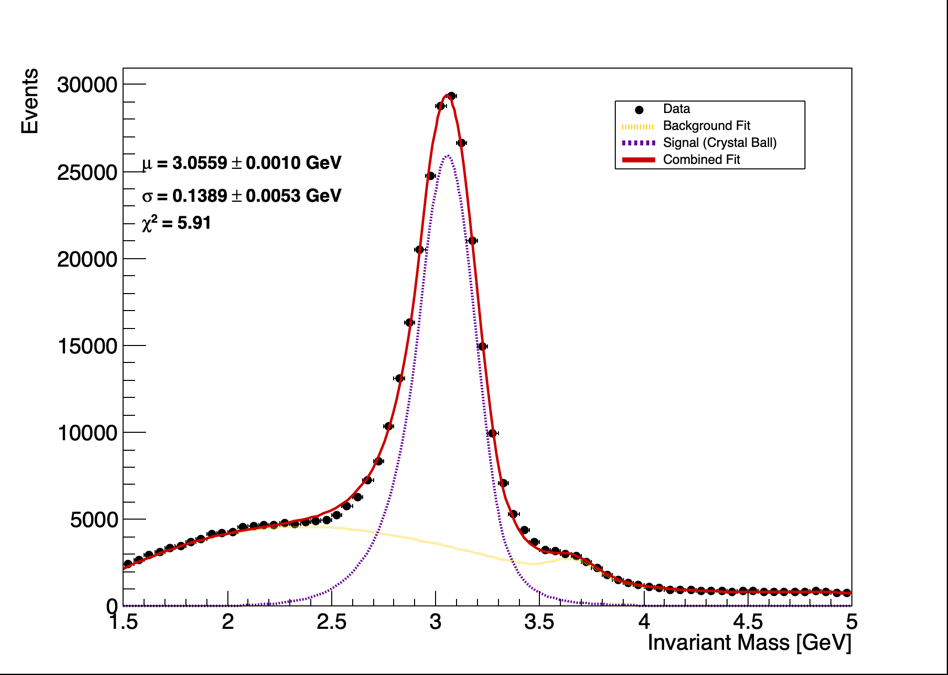 Events
30000
25000
20000
15000
10000
5000
0
μ = 3.0559 ± 0.0010 GeV
σ = 0.1389 ± 0.0053 GeV
χ² = 5.91
Data
Background Fit
Signal (Crystal Ball)
Combined Fit
1.5 2 2.5 3 3.5 4 4.5 5
Invariant Mass [GeV]